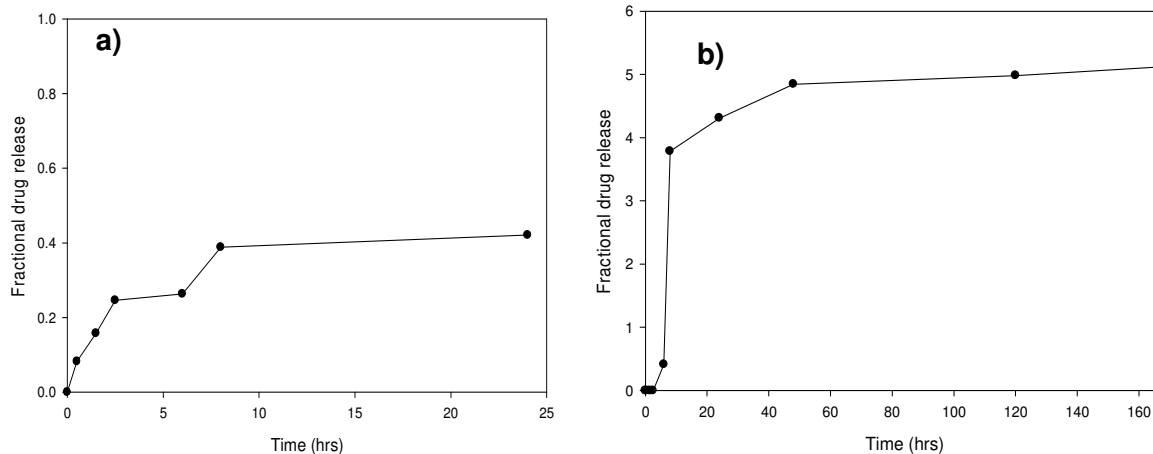 a)
Fractional drug release
1.0
0.8
0.6
0.4
0.2
0.0
0 5 10 15 20 25
Time (hrs)
b)
Fractional drug release
6
5
4
3
2
1
0
0 20 40 60 80 100 120 140 160
Time (hrs)